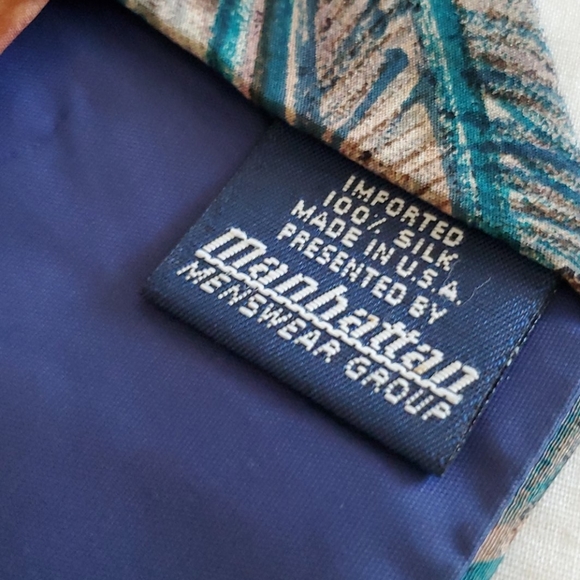 IMPORTED
100% SILK
MADE IN U.S.A.
PRESENTED BY
manhattan
MENSWEAR GROUP